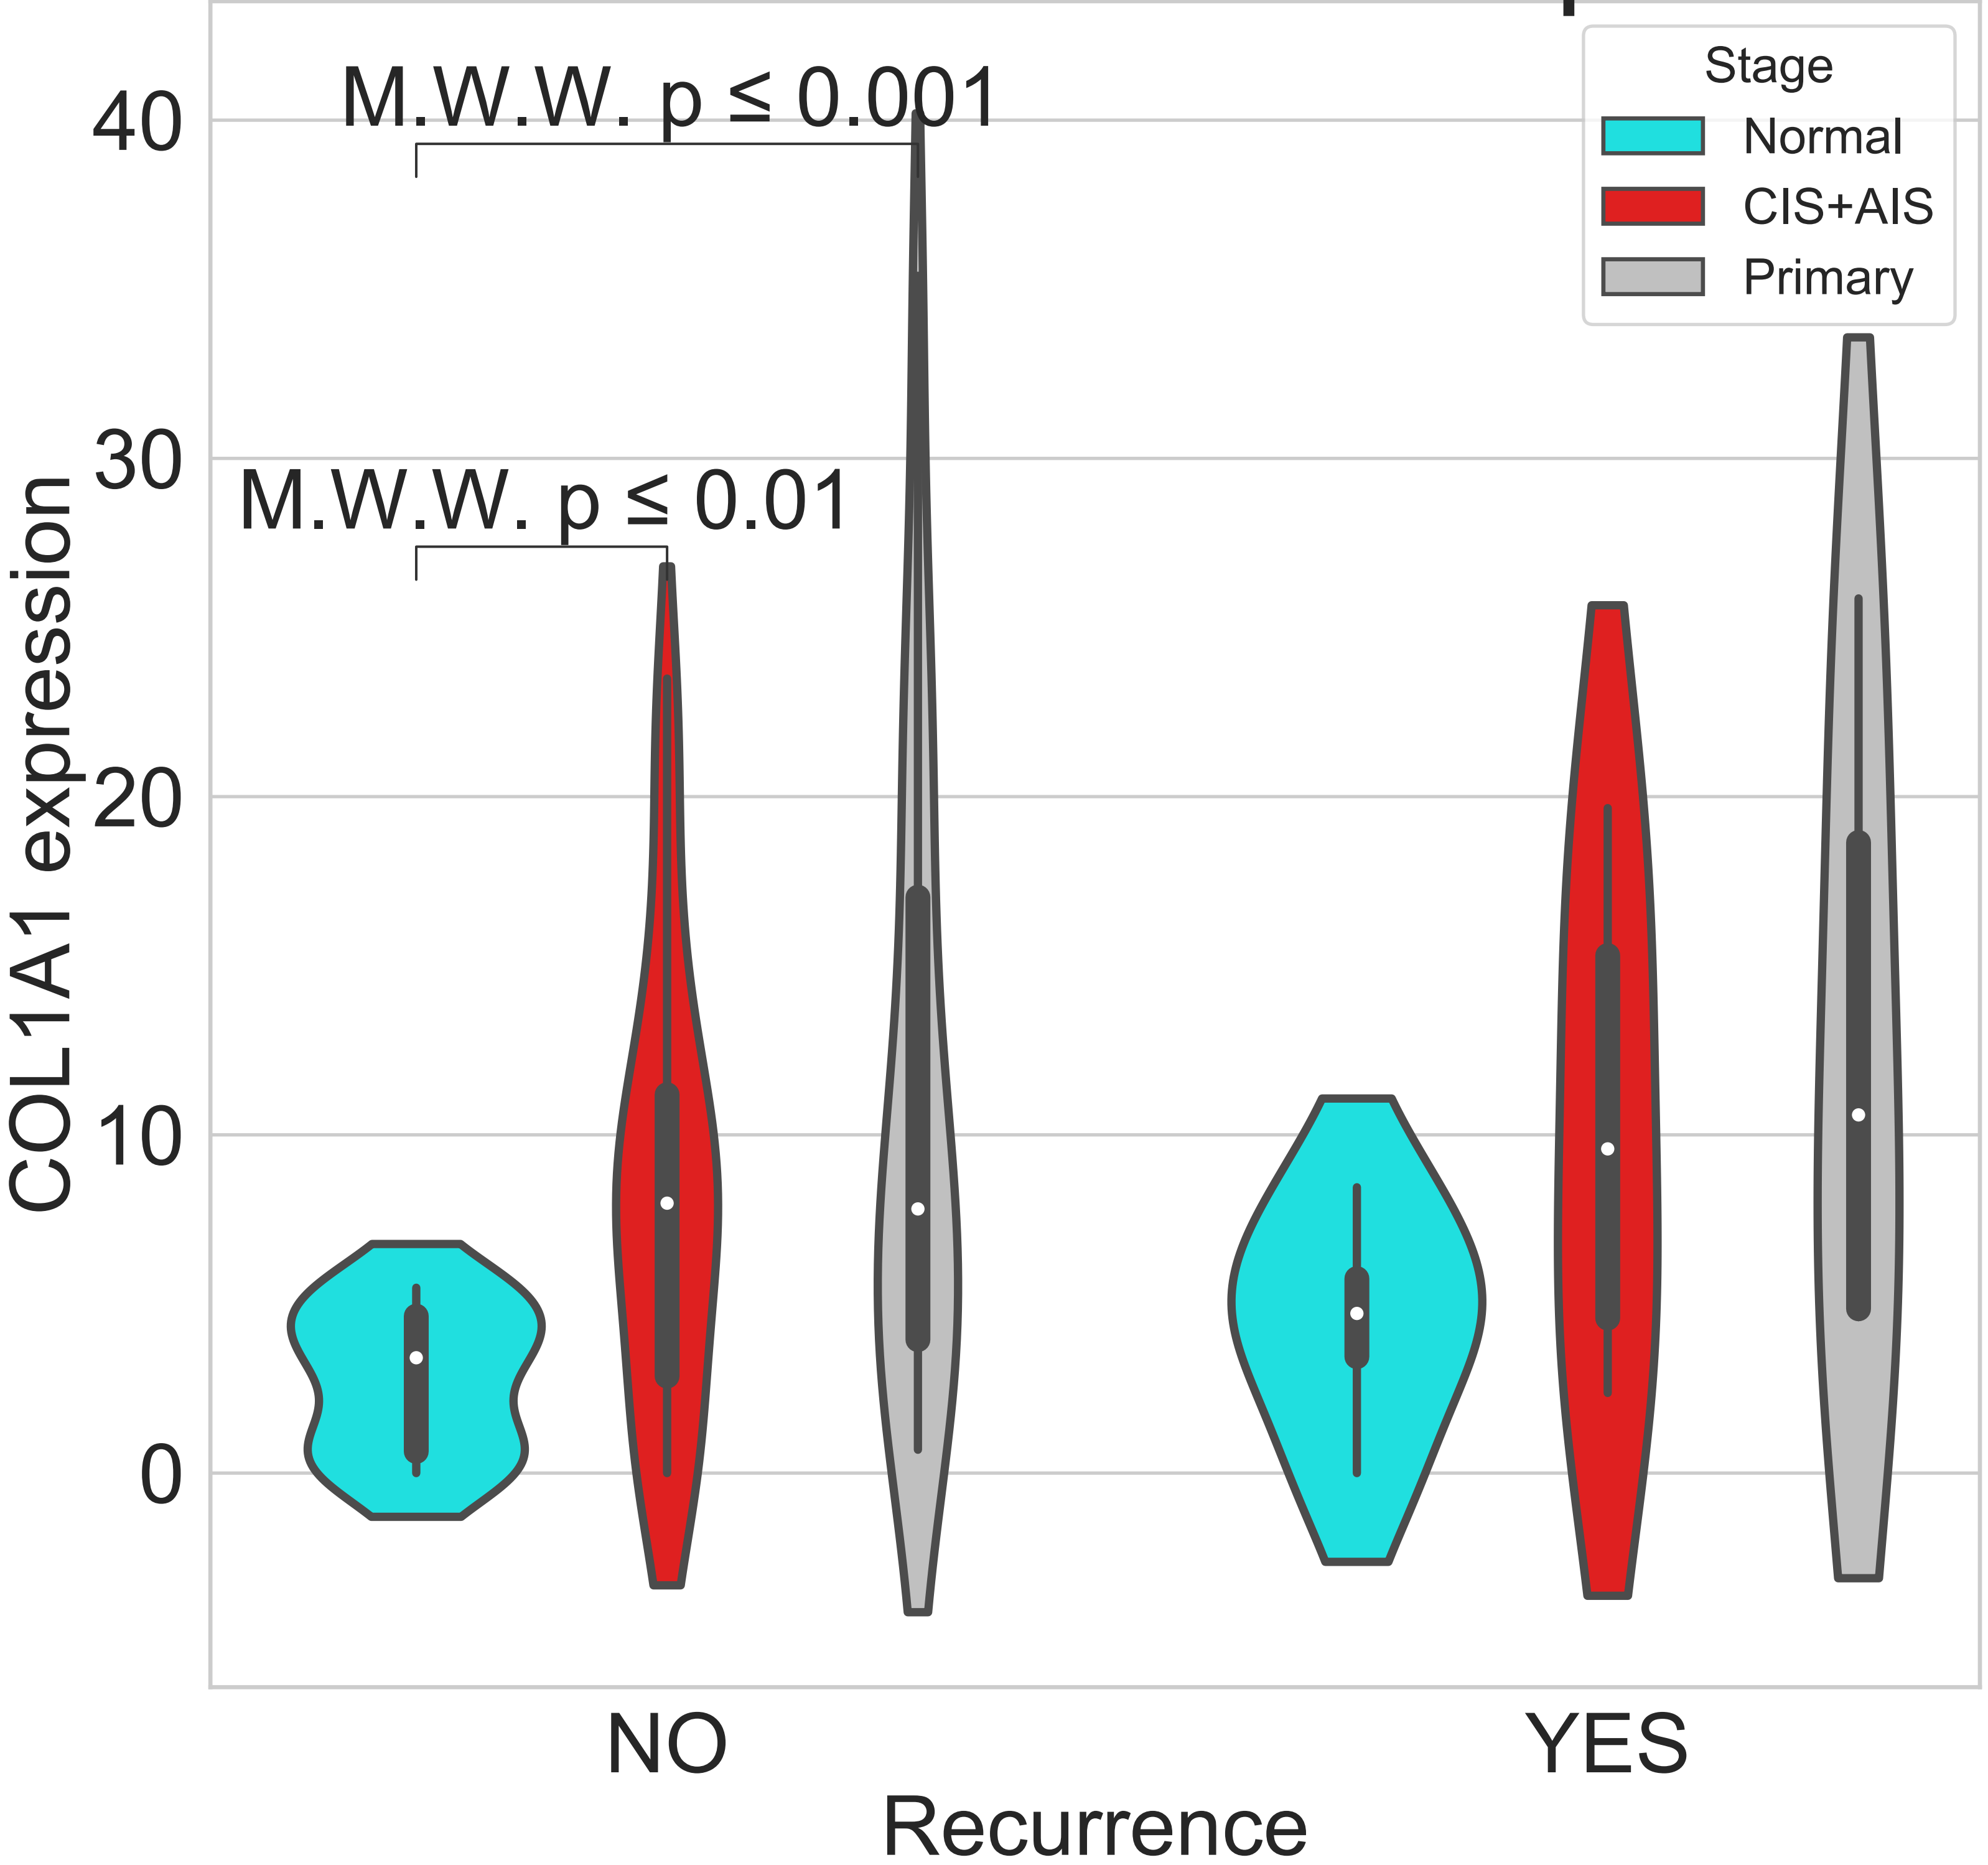 M.W.W. p ≤ 0.001
M.W.W. p ≤ 0.01
Stage
Normal
CIS+AIS
Primary
COL1A1 expression
40
30
20
10
0
NO
YES
Recurrence